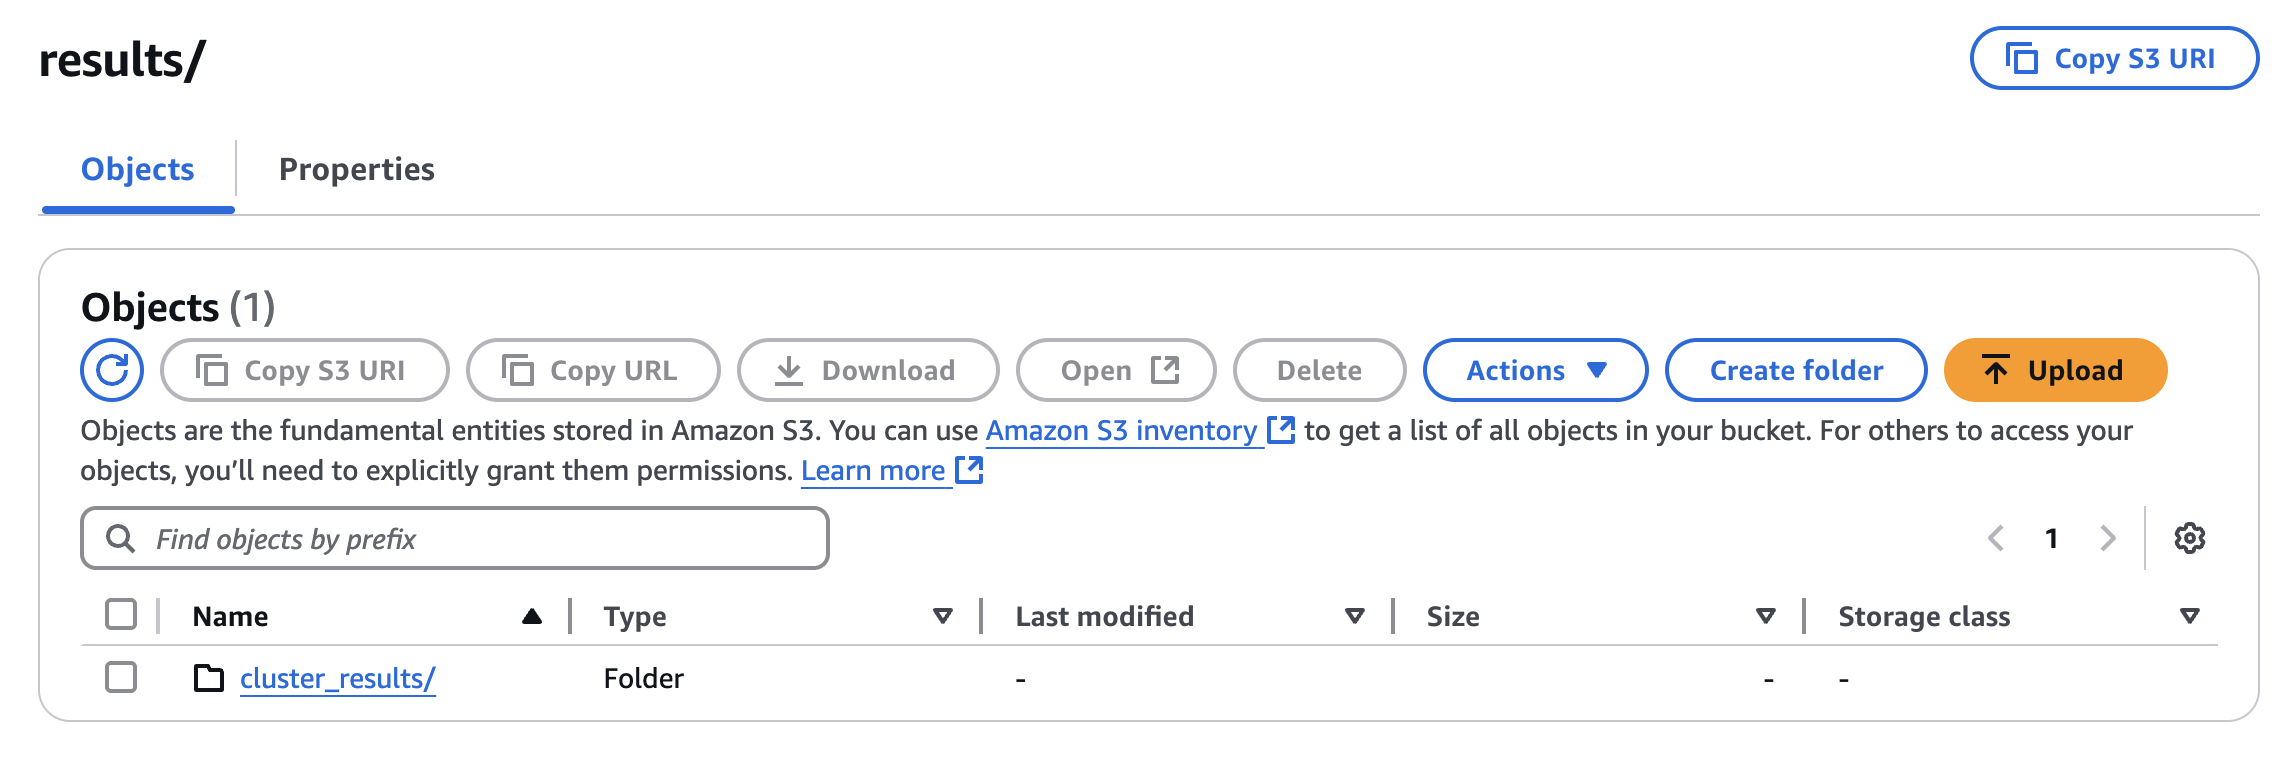 results/
Copy S3 URI
Objects
Properties
Objects (1)
Copy S3 URI
Copy URL
Download
Open
Delete
Actions
Create folder
Upload
Objects are the fundamental entities stored in Amazon S3. You can use Amazon S3 inventory to get a list of all objects in your bucket. For others to access your
objects, you’ll need to explicitly grant them permissions. Learn more
Find objects by prefix
1
Name
Type
Last modified
Size
Storage class
cluster_results/
Folder
-
-
-